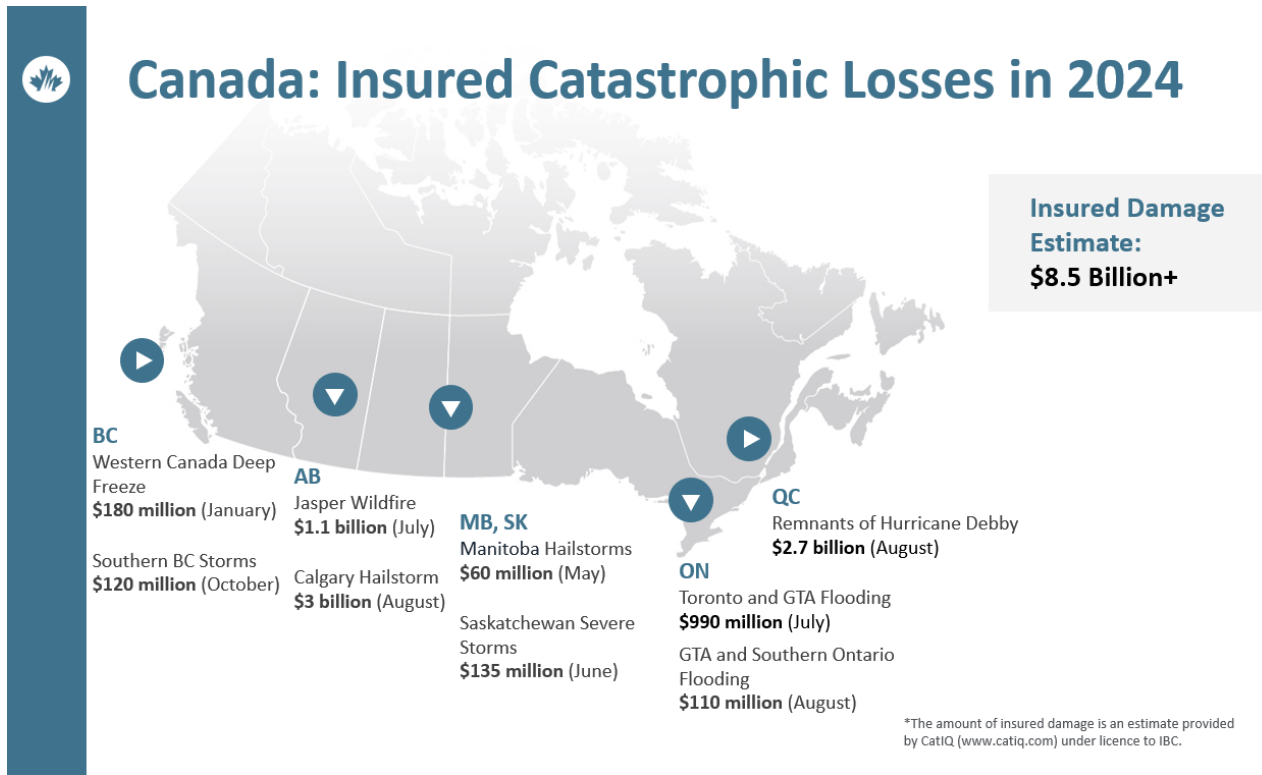 Canada: Insured Catastrophic Losses in 2024
Insured Damage
Estimate:
$8.5 Billion+
BC
Western Canada Deep
Freeze
$180 million (January)
Southern BC Storms
$120 million (October)
AB
Jasper Wildfire
$1.1 billion (July)
Calgary Hailstorm
$3 billion (August)
MB, SK
Manitoba Hailstorms
$60 million (May)
Saskatchewan Severe
Storms
$135 million (June)
ON
Toronto and GTA Flooding
$990 million (July)
GTA and Southern Ontario
Flooding
$110 million (August)
QC
Remnants of Hurricane Debby
$2.7 billion (August)
*The amount of insured damage is an estimate provided
by CatIQ (www.catiq.com) under licence to IBC.